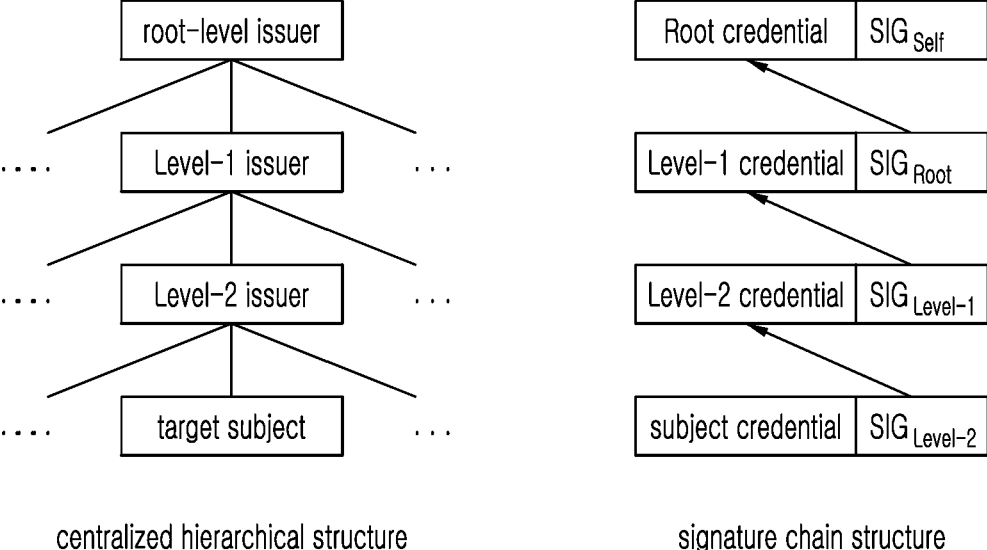 root-level issuer
Root credential SIG Self
Level-1 issuer
Level-1 credential SIG Root
.... ...
Level-2 issuer
Level-2 credential SIG Level-1
.... ...
target subject
subject credential SIG Level-2
.... ...
centralized hierarchical structure
signature chain structure